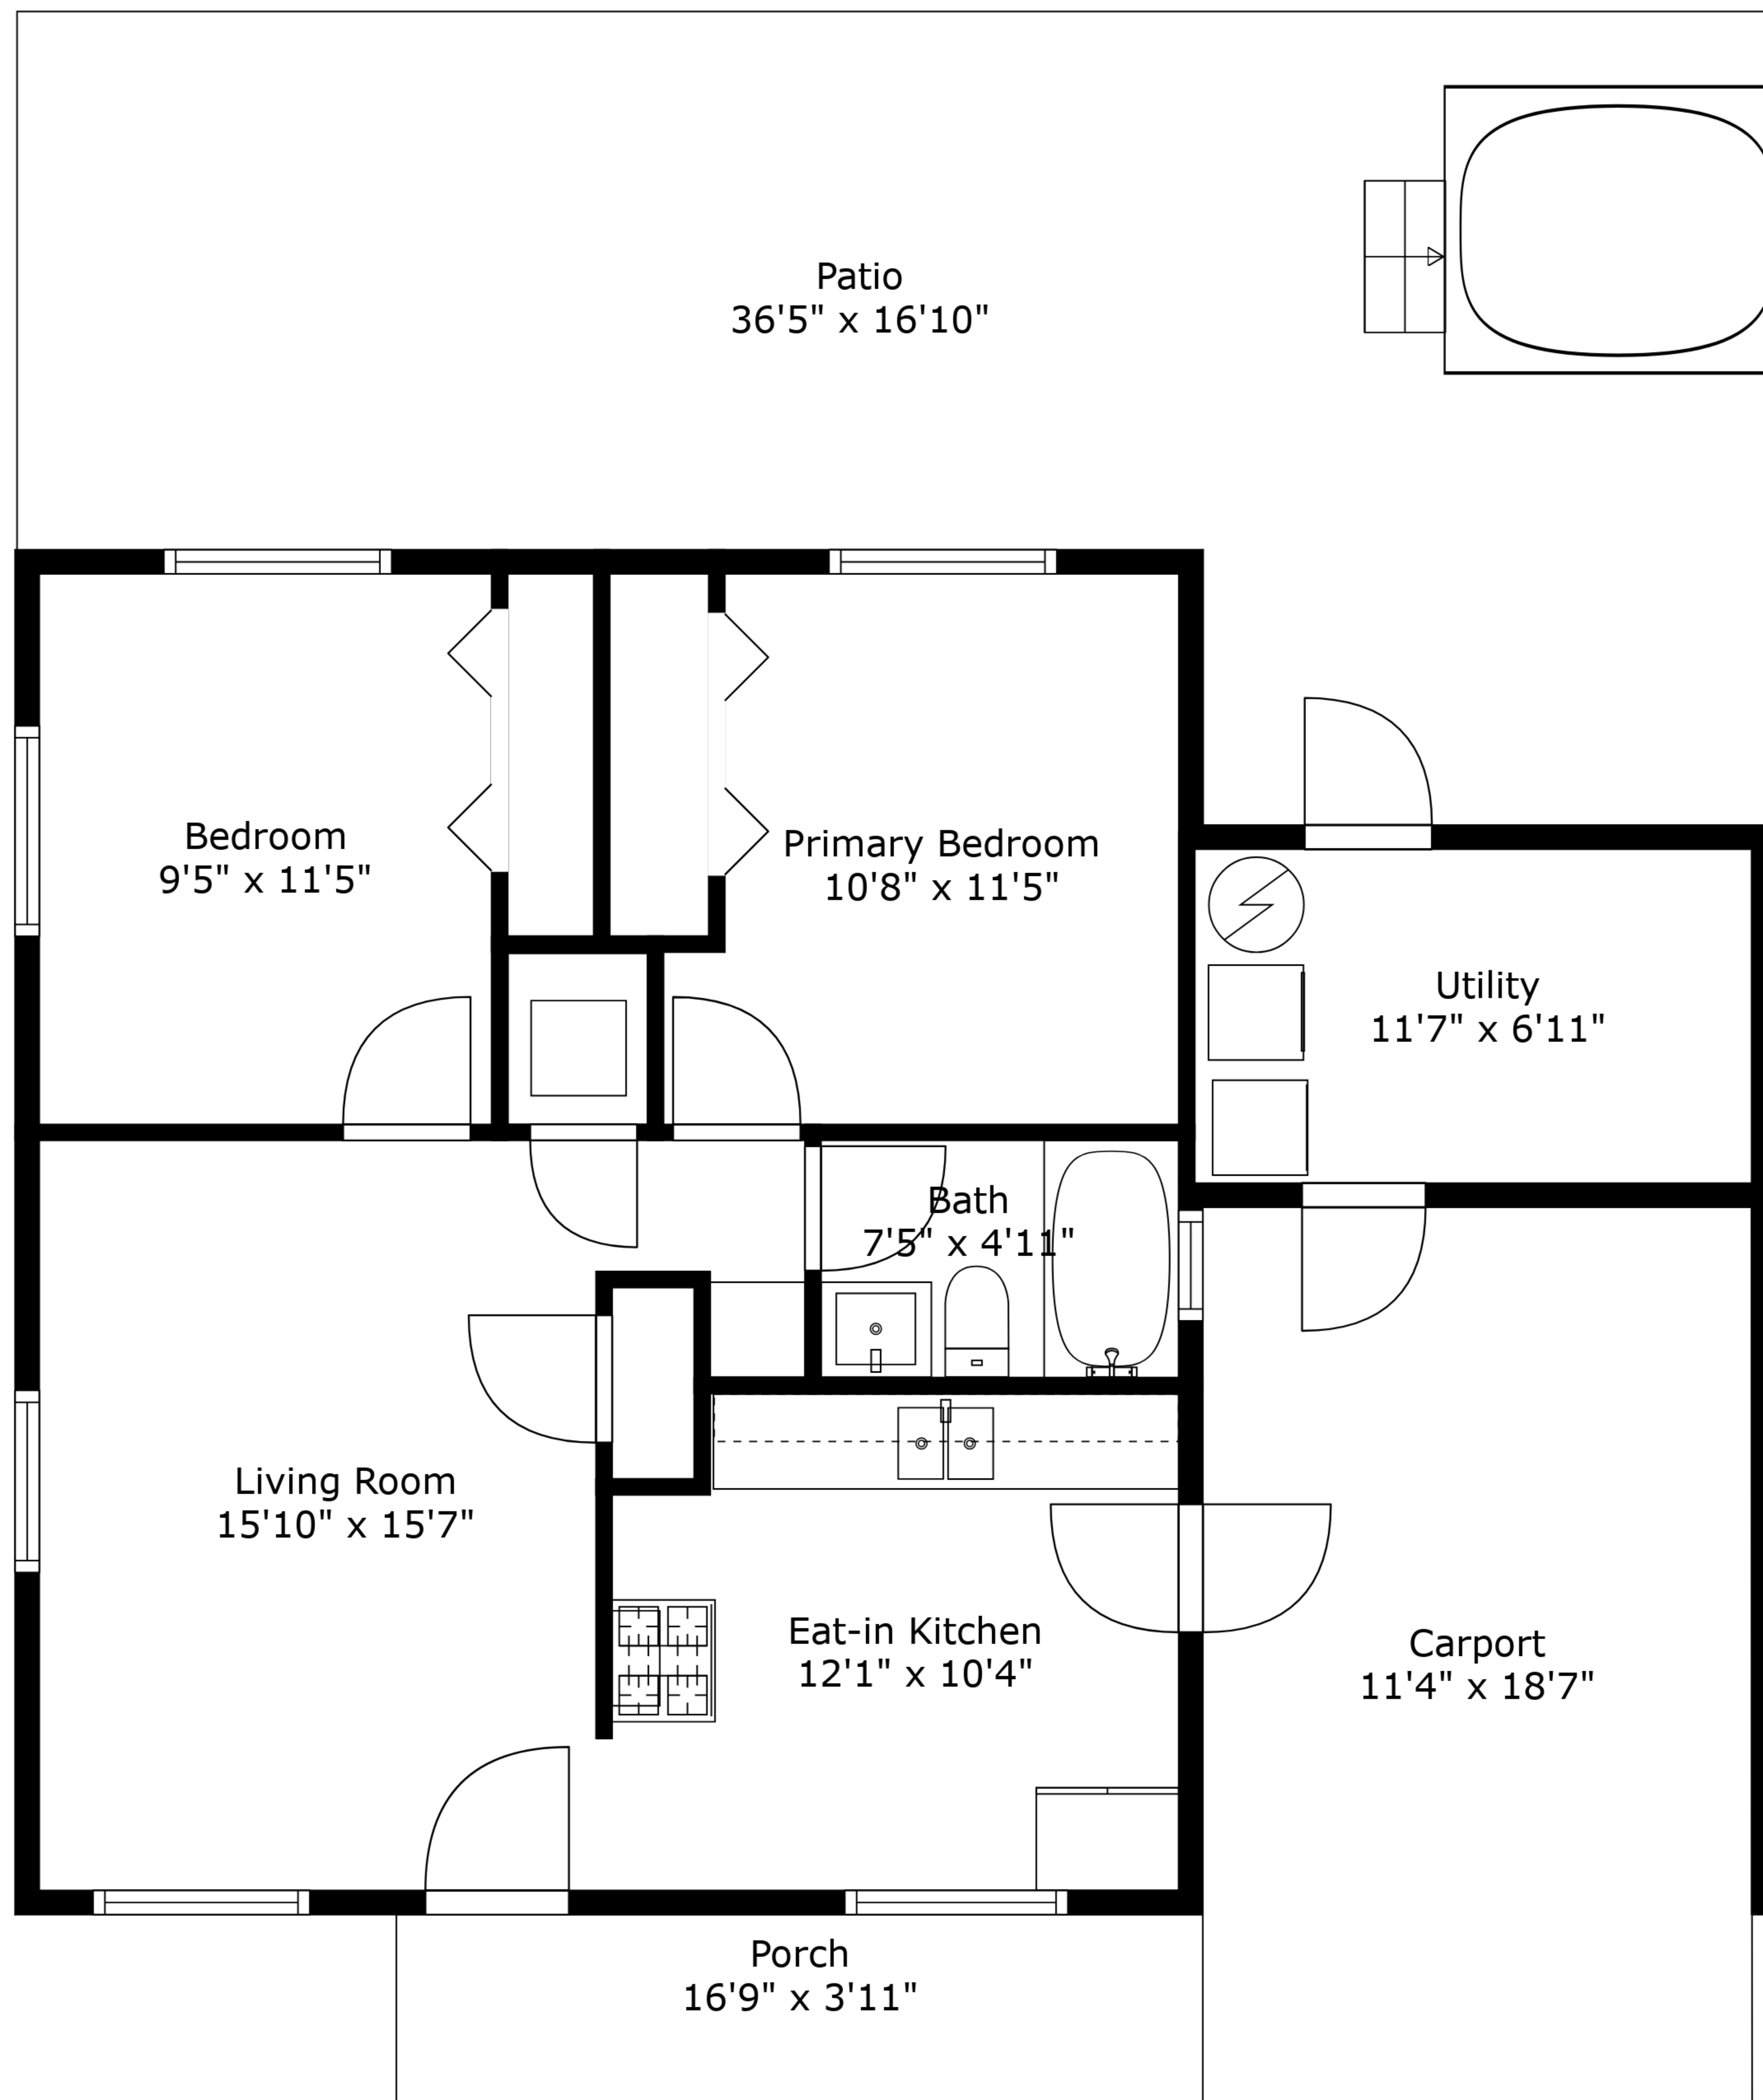 Patio
36'5" x 16'10"
Bedroom
9'5" x 11'5"
Primary Bedroom
10'8" x 11'5"
Utility
11'7" x 6'11"
Bath
7'5" x 4'11"
Living Room
15'10" x 15'7"
Eat-in Kitchen
12'1" x 10'4"
Carport
11'4" x 18'7"
Porch
16'9" x 3'11"